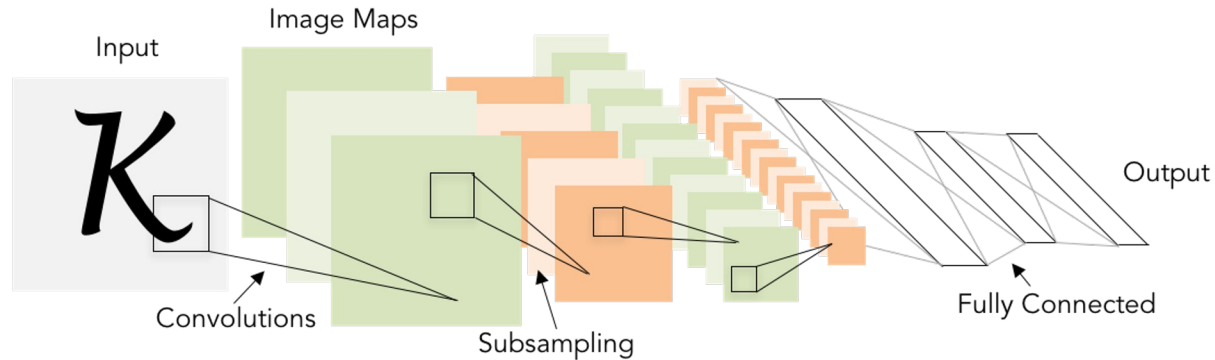 Input
Image Maps
K
Convolutions
Subsampling
Fully Connected
Output